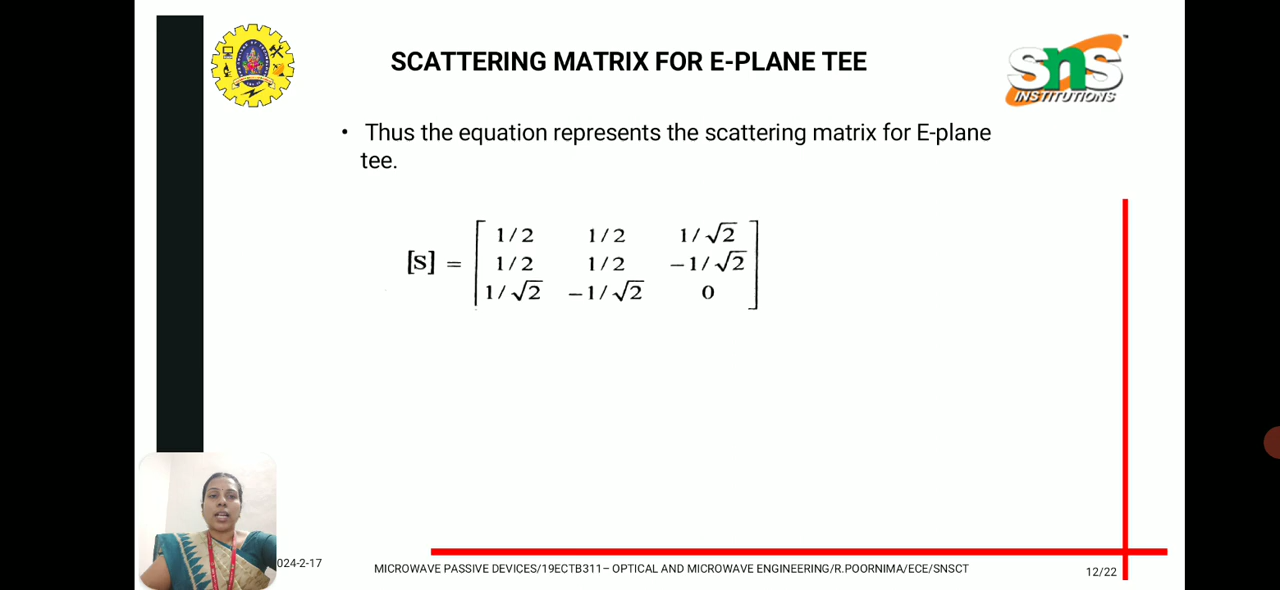 SCATTERING MATRIX FOR E-PLANE TEE
SnS
INSTITUTIONS
™
• Thus the equation represents the scattering matrix for E-plane
tee.
1/2 1/2 1/√2
[S] = 1/2 1/2 −1/√2
1/√2 −1/√2 0
024-2-17
MICROWAVE PASSIVE DEVICES/19ECTB311– OPTICAL AND MICROWAVE ENGINEERING/R.POORNIMA/ECE/SNSCT
12/22